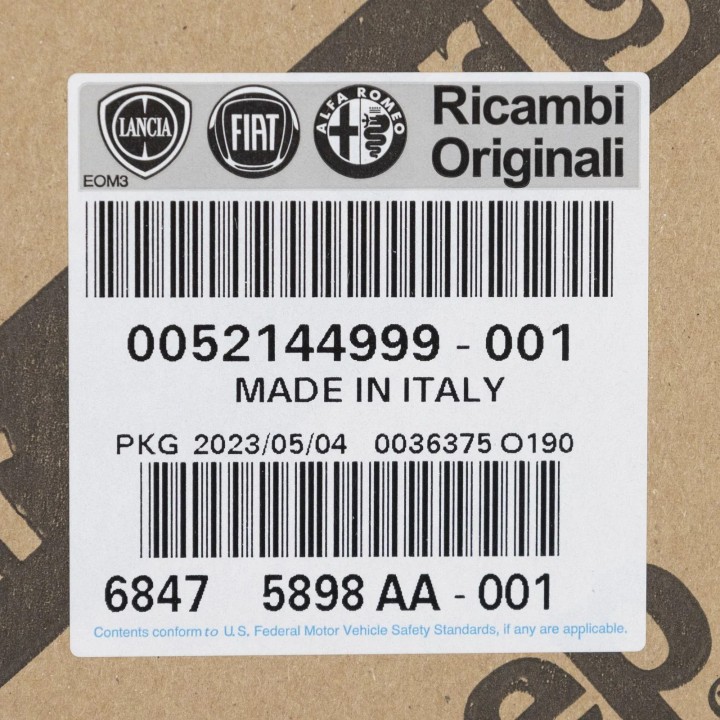 LANCIA
FIAT
ALFA ROMEO
Ricambi
Originali
EOM3
0052144999 - 001
MADE IN ITALY
PKG 2023/05/04 0036375 O190
6847 5898 AA - 001
Contents conform to U.S. Federal Motor Vehicle Safety Standards, if any are applicable.